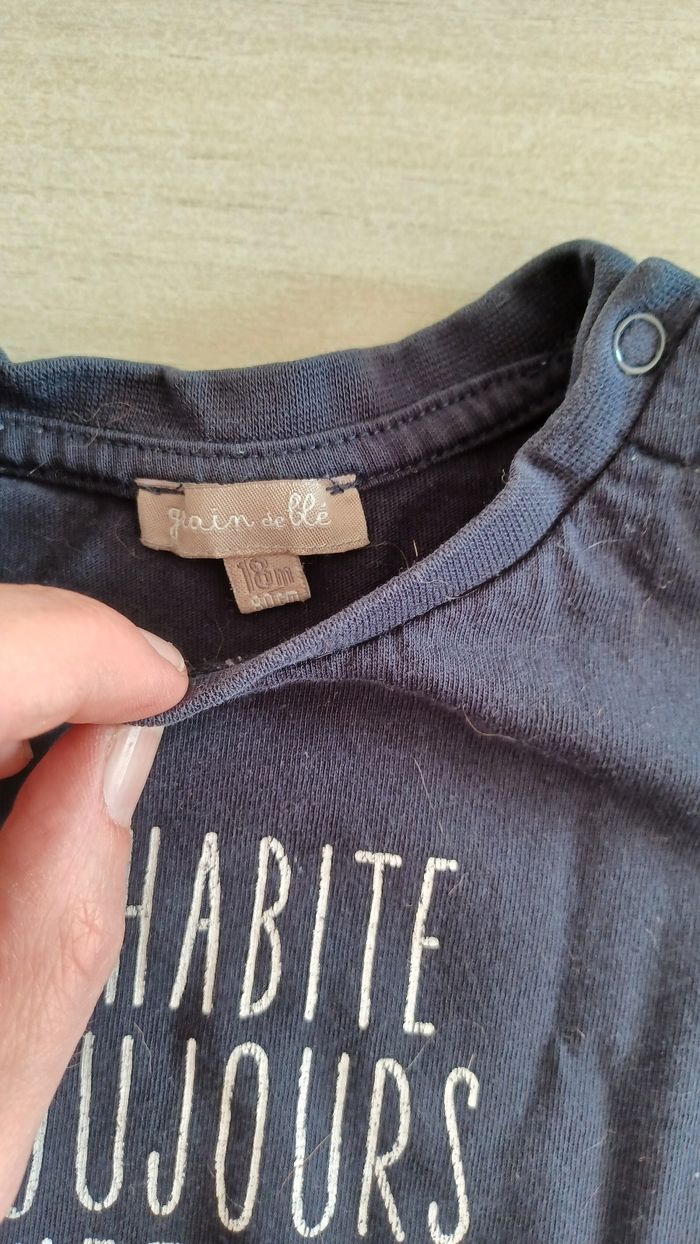 grain de blé
18m
80cm
HABITE
OUJOURS